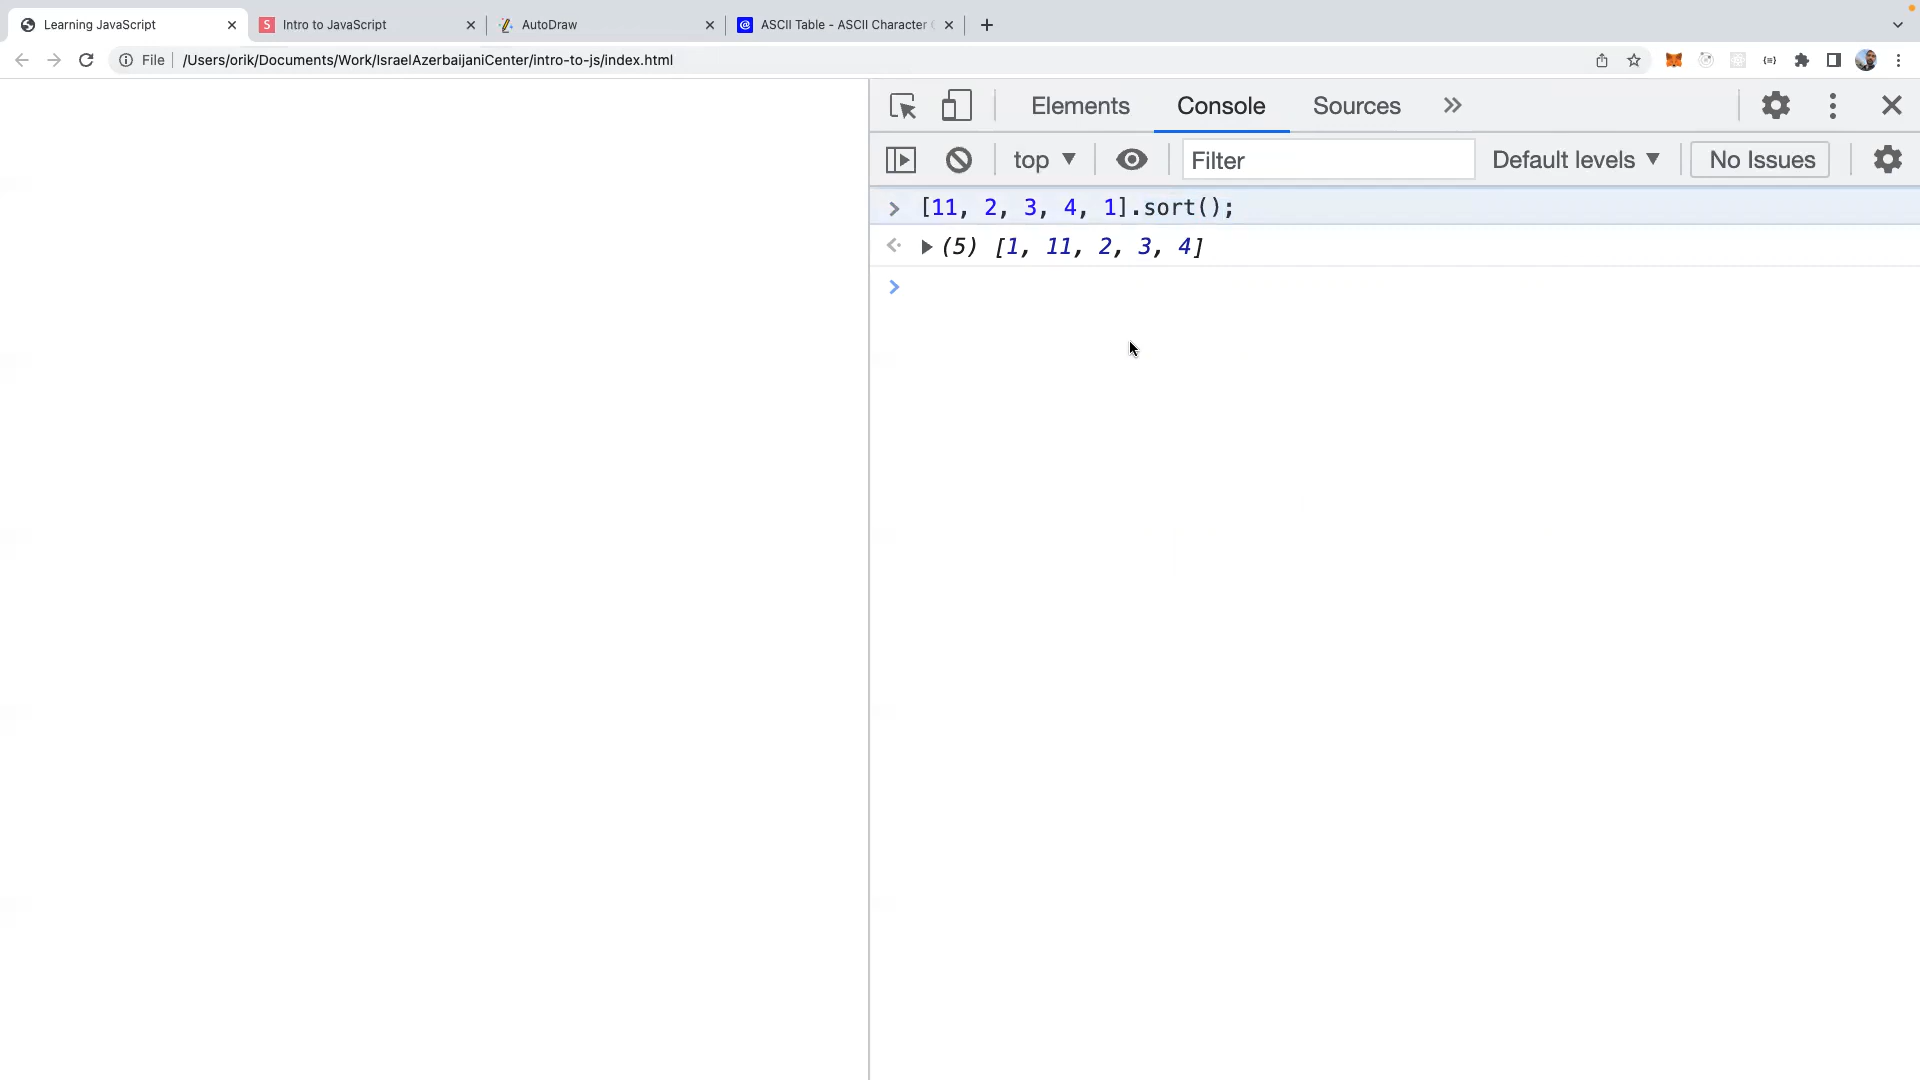 Learning JavaScript
Intro to JavaScript
AutoDraw
ASCII Table - ASCII Character
File
/Users/orik/Documents/Work/IsraelAzerbaijaniCenter/intro-to-js/index.html
Elements Console Sources
top Filter Default levels No Issues
[11, 2, 3, 4, 1].sort();
(5) [1, 11, 2, 3, 4]